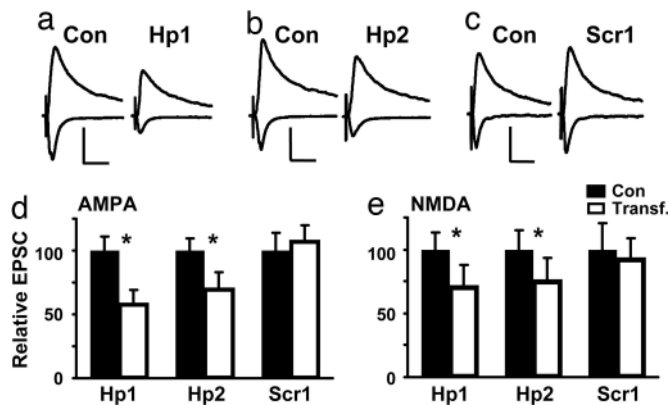 a Con Hp1
b Con Hp2
c Con Scr1
d AMPA
Relative EPSC
100
50
0
* *
Hp1 Hp2 Scr1
e NMDA
Con
Transf.
100
50
0
* *
Hp1 Hp2 Scr1